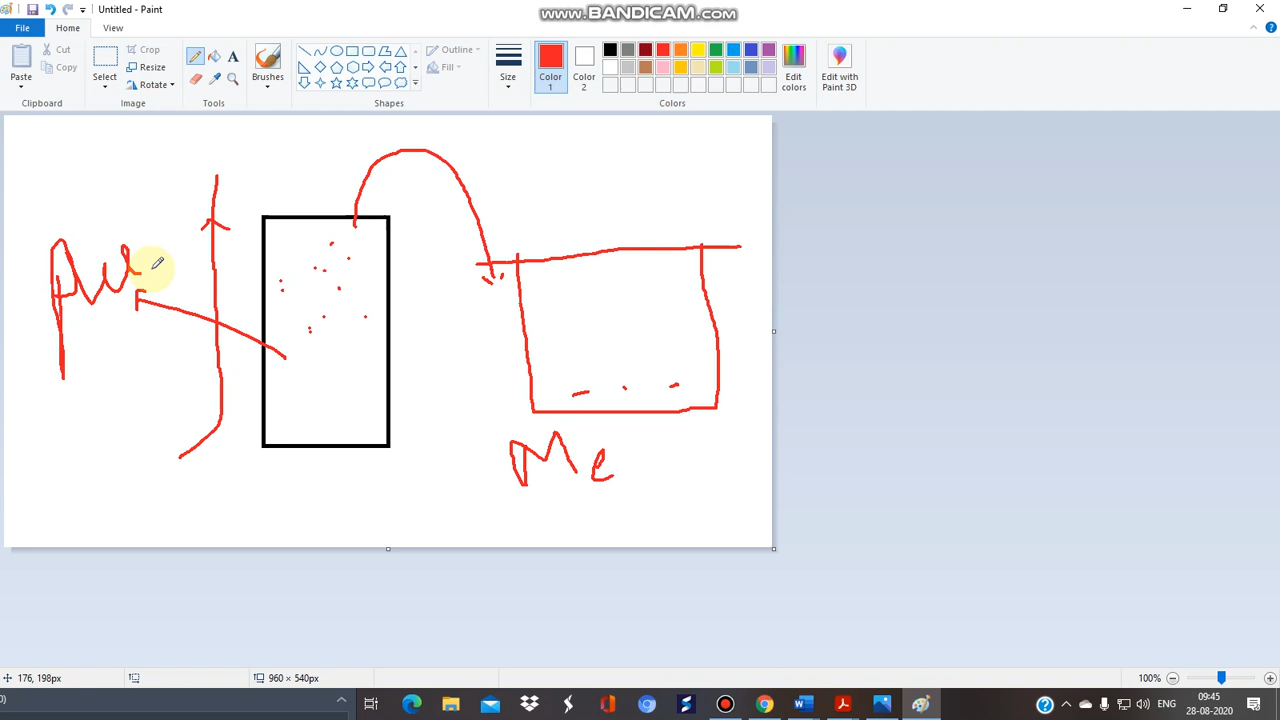 Untitled - Paint
www.BANDICAM.com
File
Home
View
Paste
Cut
Copy
Clipboard
Select
Crop
Resize
Rotate
Image
A
Tools
Brushes
Shapes
Outline
Fill
Size
Color 1
Color 2
Colors
Edit colors
Edit with Paint 3D
Me
176, 198px
960 × 540px
100%
ENG
09:45
28-08-2020